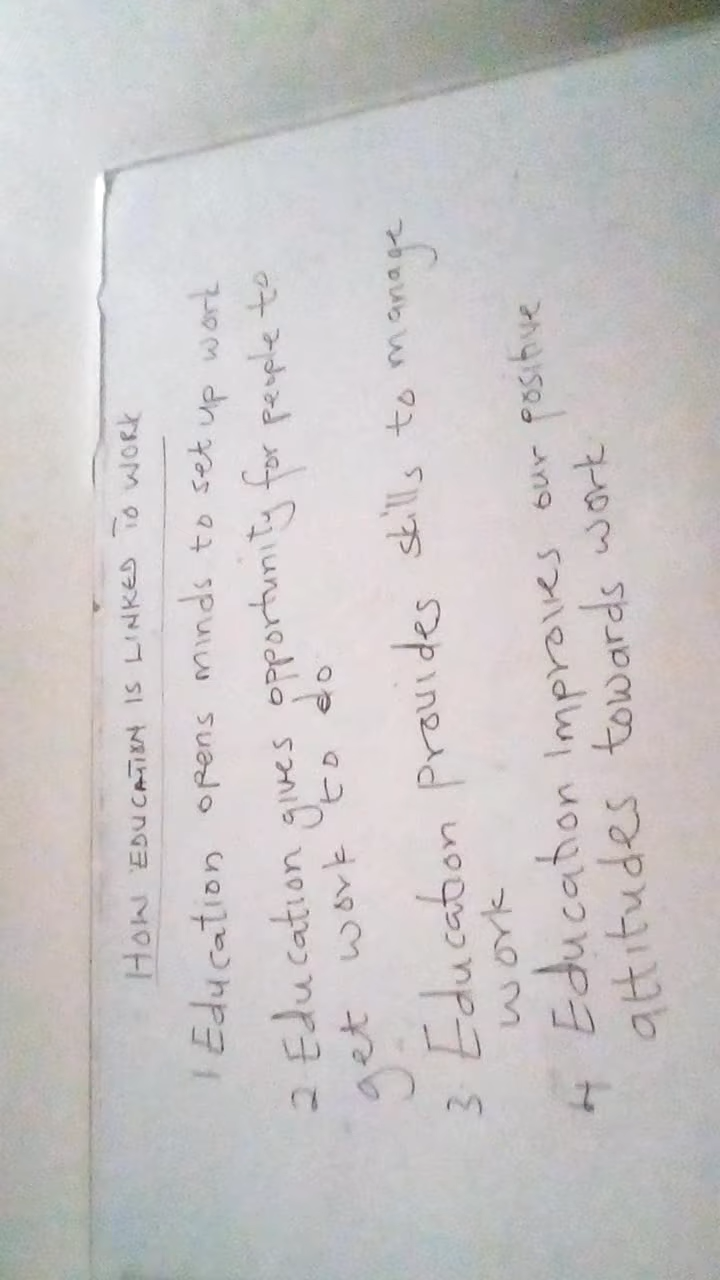 HOW EDUCATION IS LINKED TO WORK
1 Education opens minds to set up work
2 Education gives opportunity for people to
get work to do
3. Education provides skills to manage
work
4 Education Improves our positive
attitudes towards work